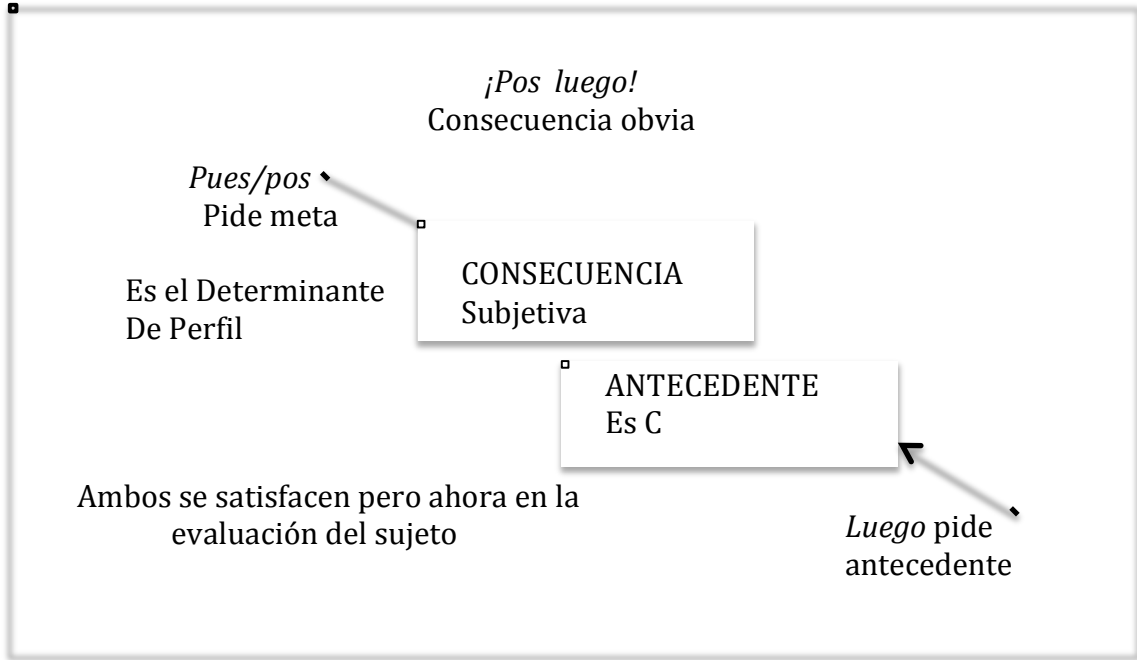 ¡Pos luego!
Consecuencia obvia
Pues/pos
Pide meta
Es el Determinante
De Perfil
CONSECUENCIA
Subjetiva
ANTECEDENTE
Es C
Ambos se satisfacen pero ahora en la
evaluación del sujeto
Luego pide
antecedente